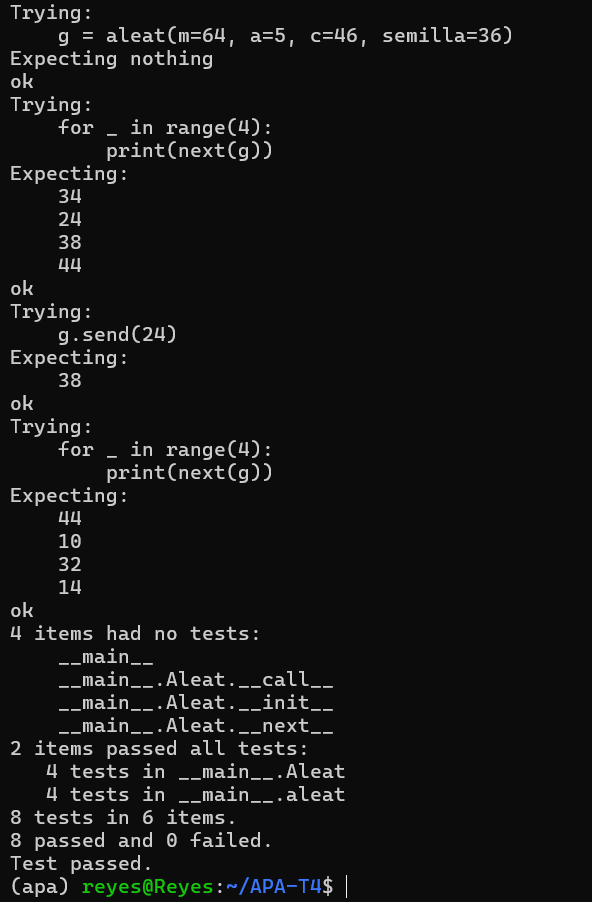 Trying:
    g = aleat(m=64, a=5, c=46, semilla=36)
Expecting nothing
ok
Trying:
    for _ in range(4):
        print(next(g))
Expecting:
    34
    24
    38
    44
ok
Trying:
    g.send(24)
Expecting:
    38
ok
Trying:
    for _ in range(4):
        print(next(g))
Expecting:
    44
    10
    32
    14
ok
4 items had no tests:
    __main__
    __main__.Aleat.__call__
    __main__.Aleat.__init__
    __main__.Aleat.__next__
2 items passed all tests:
   4 tests in __main__.Aleat
   4 tests in __main__.aleat
8 tests in 6 items.
8 passed and 0 failed.
Test passed.
(apa) reyes@Reyes:~/APA-T4$